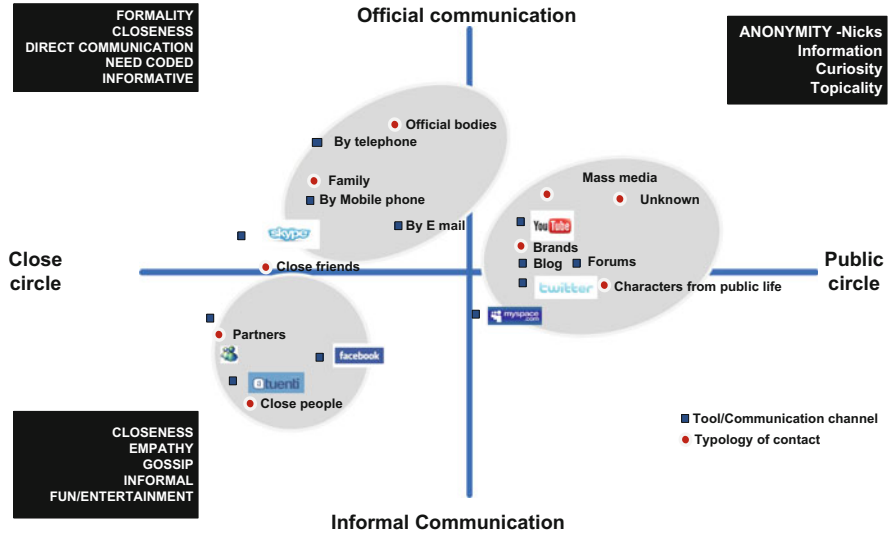 FORMALITY
CLOSENESS
DIRECT COMMUNICATION
NEED CODED
INFORMATIVE
Official communication
ANONYMITY -Nicks
Information
Curiosity
Topicality
Official bodies
By telephone
Family
By Mobile phone
By E mail
skype
Mass media
Unknown
You Tube
Brands
Blog
Forums
twitter
Characters from public life
myspace
.com
Close
circle
Public
circle
Close friends
Partners
facebook
tuenti
Close people
Tool/Communication channel
Typology of contact
CLOSENESS
EMPATHY
GOSSIP
INFORMAL
FUN/ENTERTAINMENT
Informal Communication